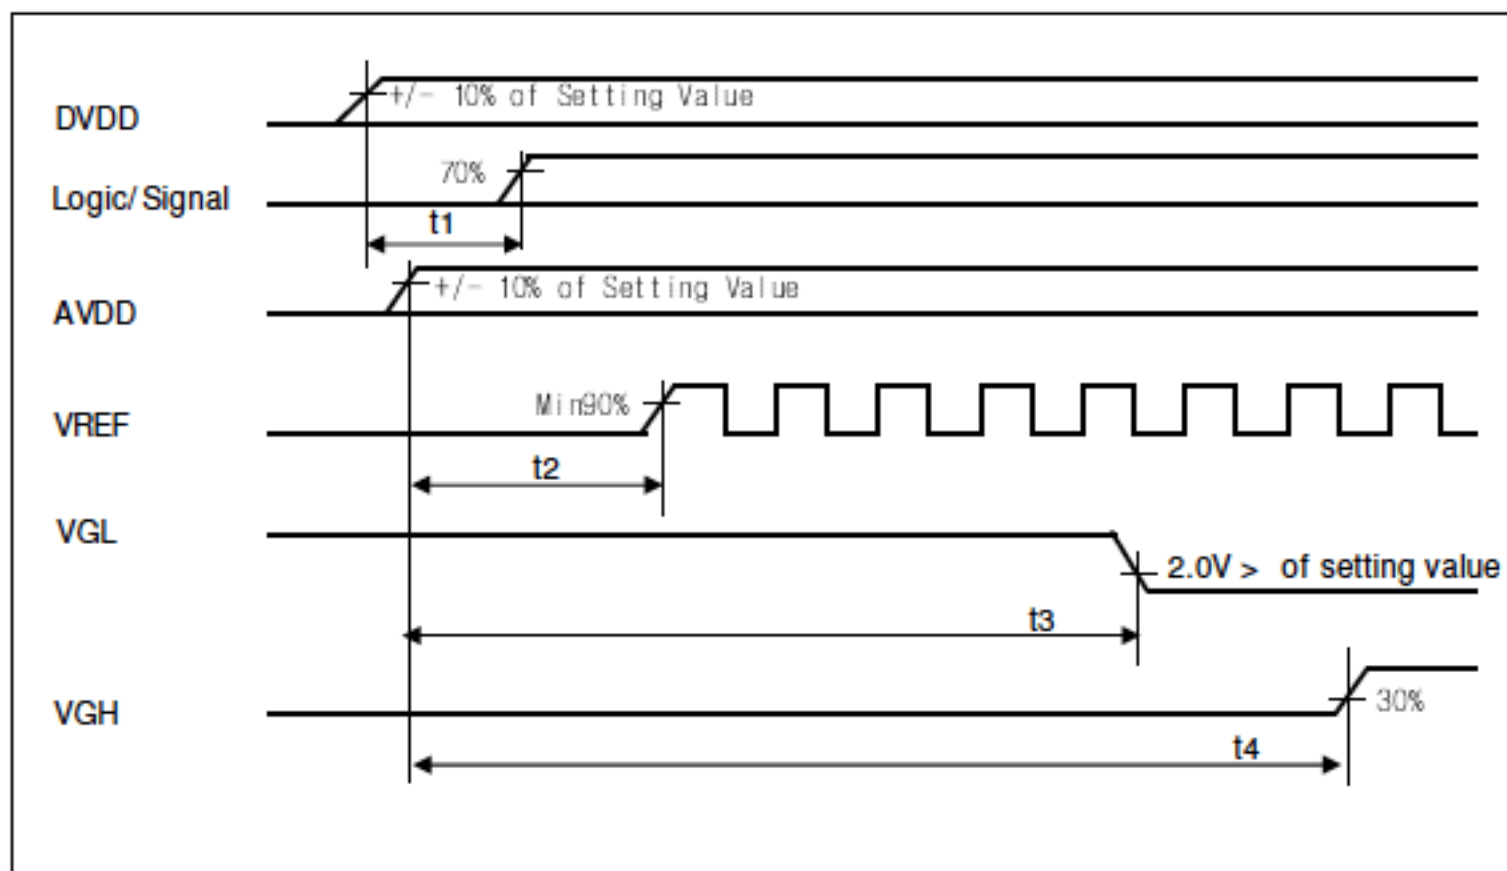 DVDD
+/- 10% of Setting Value
70%
Logic/ Signal
t1
+/- 10% of Setting Value
AVDD
Min90%
VREF
t2
VGL
2.0V > of setting value
t3
VGH
30%
t4